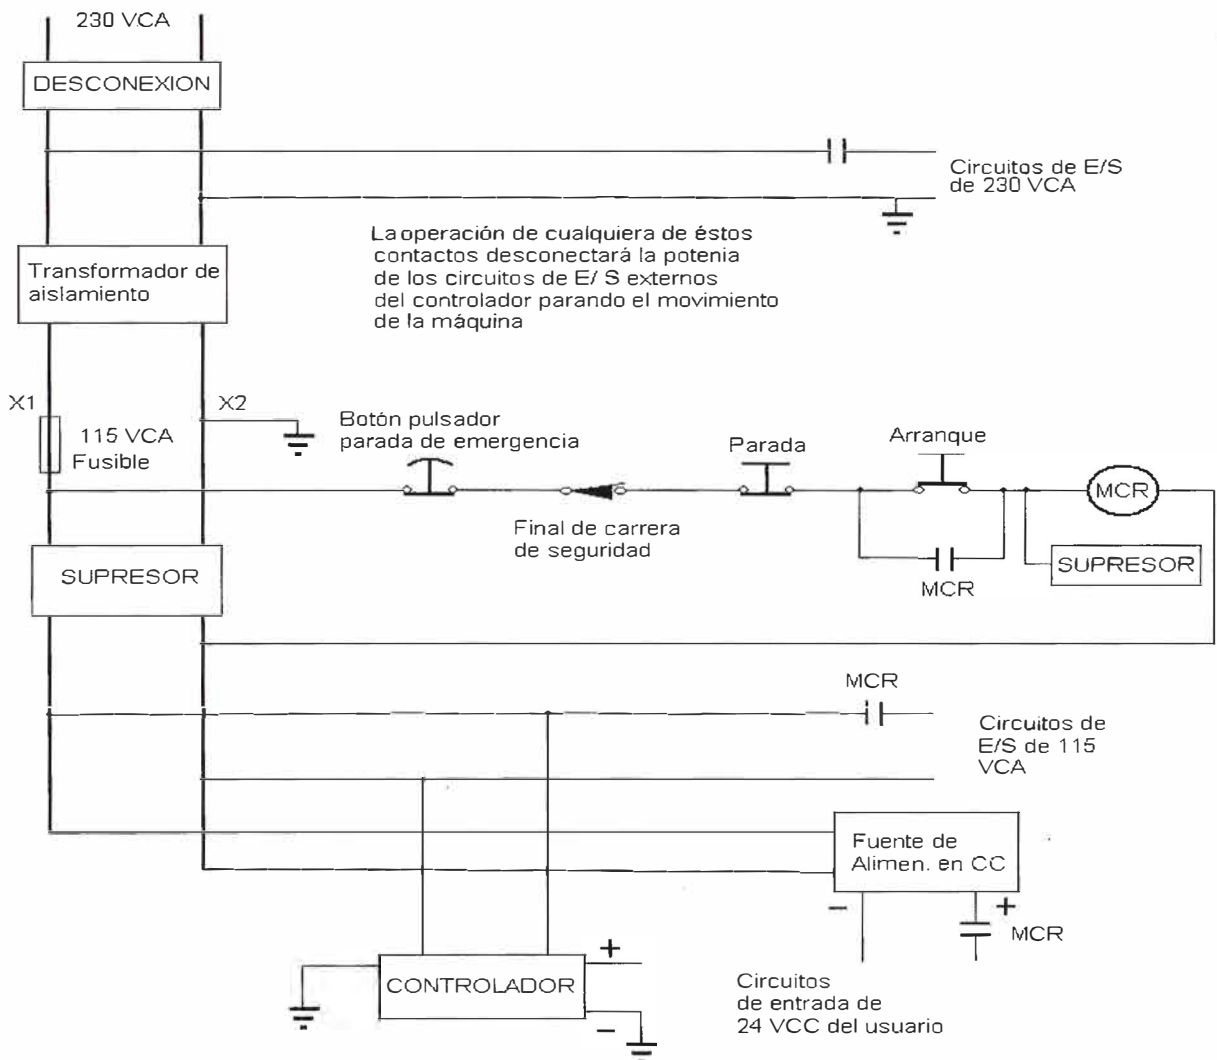 230 VCA
DESCONEXION
Circuitos de E/S
de 230 VCA
La operación de cualquiera de éstos
contactos desconectará la potenia
de los circuitos de E/ S externos
del controlador parando el movimiento
de la máquina
Transformador de
aislamiento
X1
X2
115 VCA
Fusible
Botón pulsador
parada de emergencia
Parada
Arranque
MCR
Final de carrera
de seguridad
MCR
SUPRESOR
SUPRESOR
MCR
Circuitos de
E/S de 115
VCA
Fuente de
Alimen. en CC
− +
MCR
CONTROLADOR
+
−
Circuitos
de entrada de
24 VCC del usuario